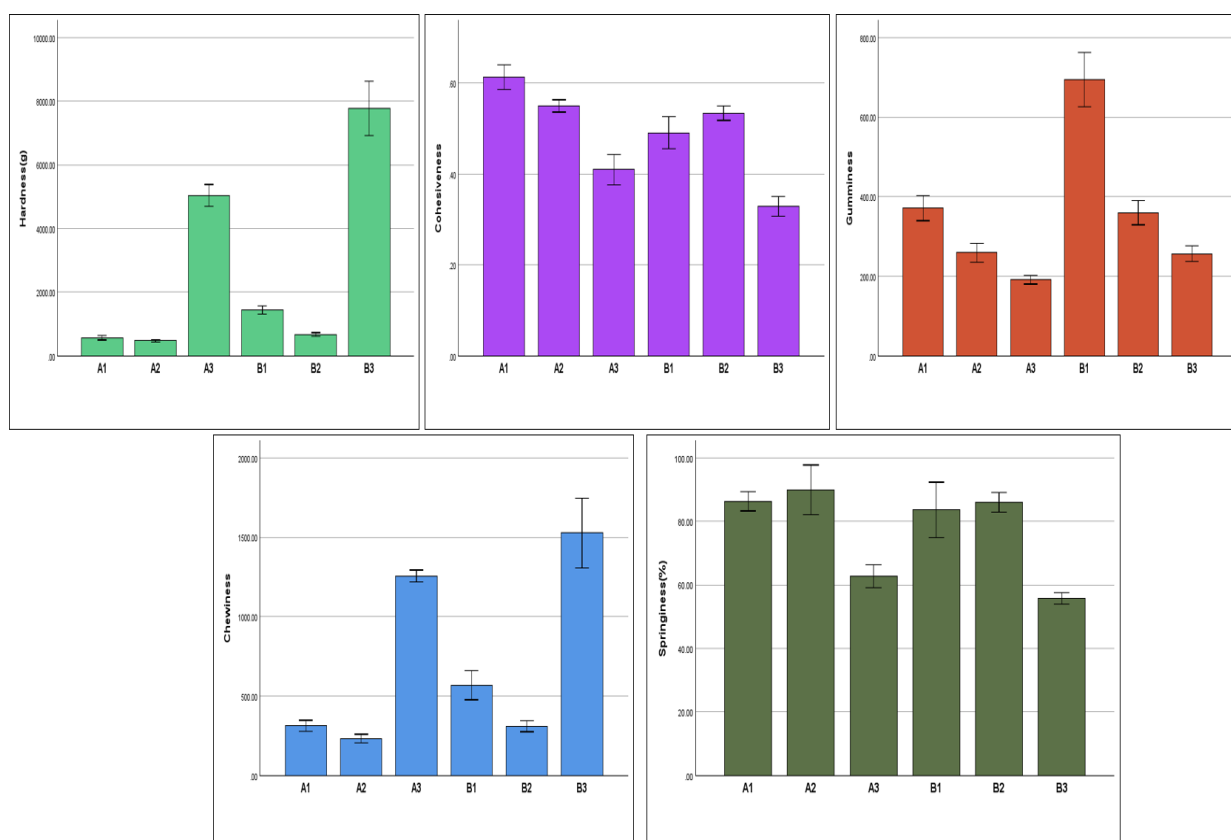 Hardness(g)
10000.00
8000.00
6000.00
4000.00
2000.00
.00
A1 A2 A3 B1 B2 B3
Cohesiveness
.60
.40
.20
.00
A1 A2 A3 B1 B2 B3
Gumminess
800.00
600.00
400.00
200.00
.00
A1 A2 A3 B1 B2 B3
Chewiness
2000.00
1500.00
1000.00
500.00
.00
A1 A2 A3 B1 B2 B3
Springiness(%)
100.00
80.00
60.00
40.00
20.00
.00
A1 A2 A3 B1 B2 B3